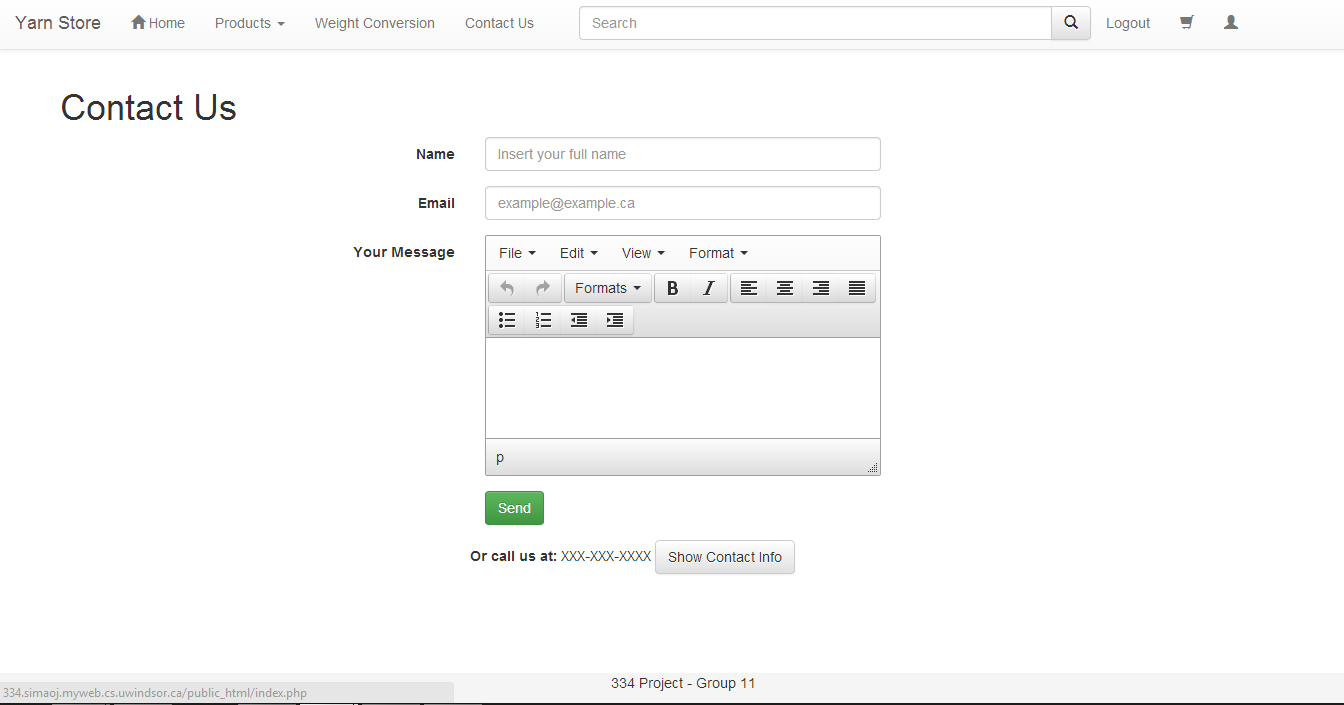 Yarn Store Home Products Weight Conversion Contact Us Search Logout
Contact Us
Name Insert your full name
Email example@example.ca
Your Message File Edit View Format
Formats B I
p
Send
Or call us at: XXX-XXX-XXXX Show Contact Info
334 Project - Group 11
334.simaoj.myweb.cs.uwindsor.ca/public_html/index.php